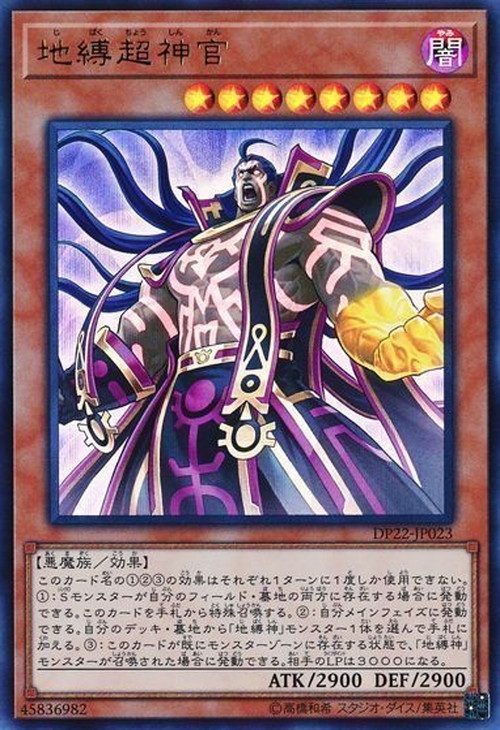 地縛超神官
闇
DP22-JP023
【悪魔族／効果】
このカード名の①②③の効果はそれぞれ１ターンに１度しか使用できない。
①：Ｓモンスターが自分のフィールド・墓地の両方に存在する場合に発動
できる。このカードを手札から特殊召喚する。②：自分メインフェイズに発動
できる。自分のデッキ・墓地から「地縛神」モンスター１体を選んで手札に
加える。③：このカードが既にモンスターゾーンに存在する状態で、「地縛神」
モンスターが召喚された場合に発動できる。相手のＬＰは３０００になる。
ATK/2900 DEF/2900
45836982
©高橋和希 スタジオ・ダイス/集英社